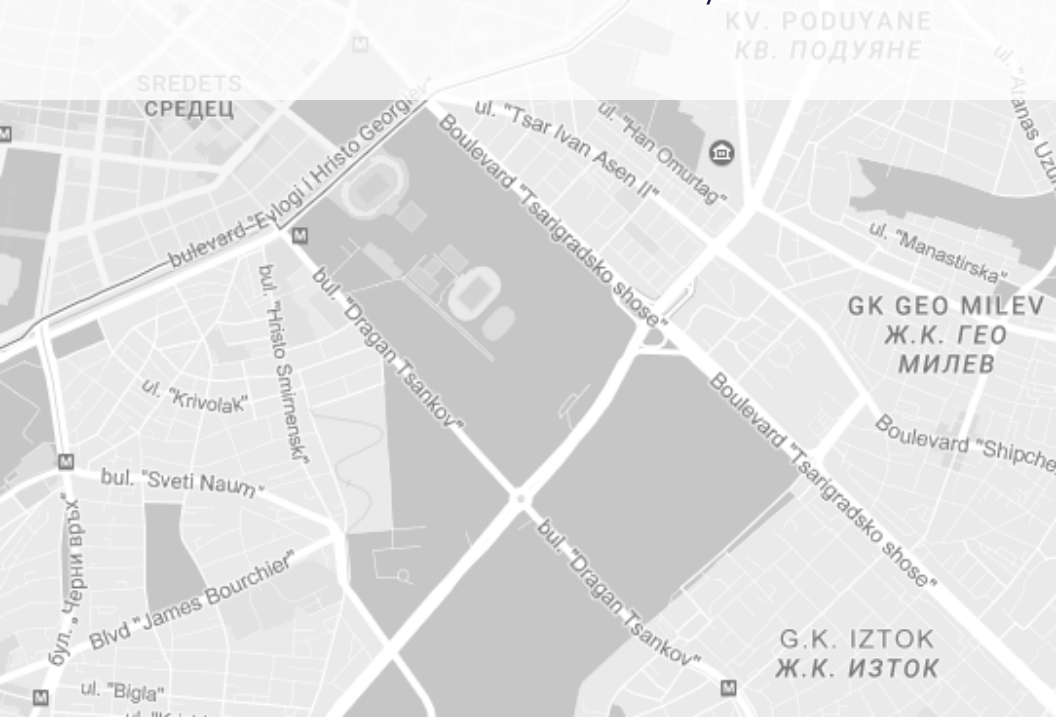 KV. PODUYANE
КВ. ПОДУЯНЕ
SREDETS
СРЕДЕЦ
M
M
bulevard "Evlogi i Hristo Georgiev"
ul. "Tsar Ivan Asen II"
ul. "Han Omurtag"
Boulevard "Tsarigradsko shose"
ul. "Manastirska"
M
bul. "Hristo Smirnenski"
bul. "Dragan Tsankov"
GK GEO MILEV
Ж.К. ГЕО
МИЛЕВ
ul. "Krivolak"
Boulevard "Tsarigradsko shose"
M
bul. "Sveti Naum"
бул. "Черни връх"
Blvd "James Bourchier"
bul. "Dragan Tsankov"
G.K. IZTOK
Ж.К. ИЗТОК
M
M
ul. "Bigla"